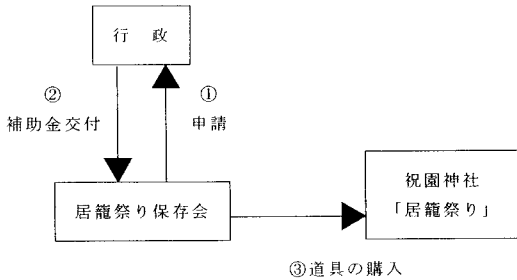 行 政
②
補助金交付
①
申請
居籠祭り保存会
祝園神社
「居籠祭り」
③道具の購入